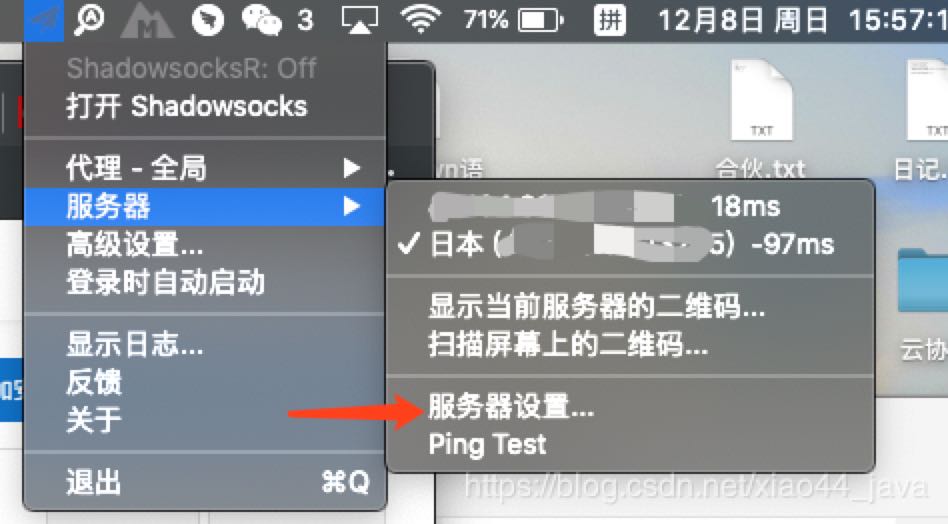 3 71% 拼 12月8日 周日 15:57:1
ShadowsocksR: Off
打开 Shadowsocks
代理 - 全局
服务器
高级设置...
登录时自动启动
显示日志...
反馈
关于
退出 ⌘Q
18ms
日本 ( 5) -97ms
显示当前服务器的二维码...
扫描屏幕上的二维码...
服务器设置...
Ping Test
TXT
TXT
合伙.txt
日记.
云协
https://blog.csdn.net/xiao44_java